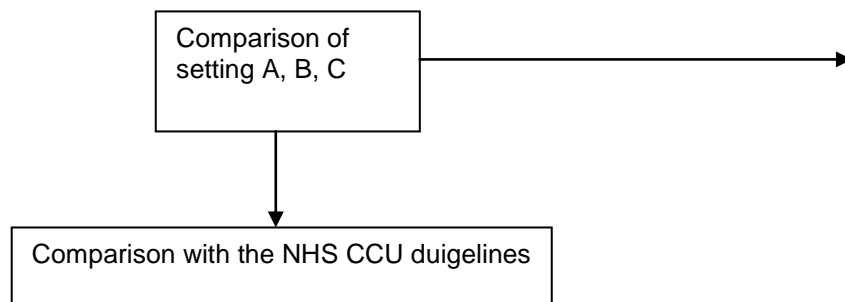 Comparison of
setting A, B, C
Comparison with the NHS CCU duigelines